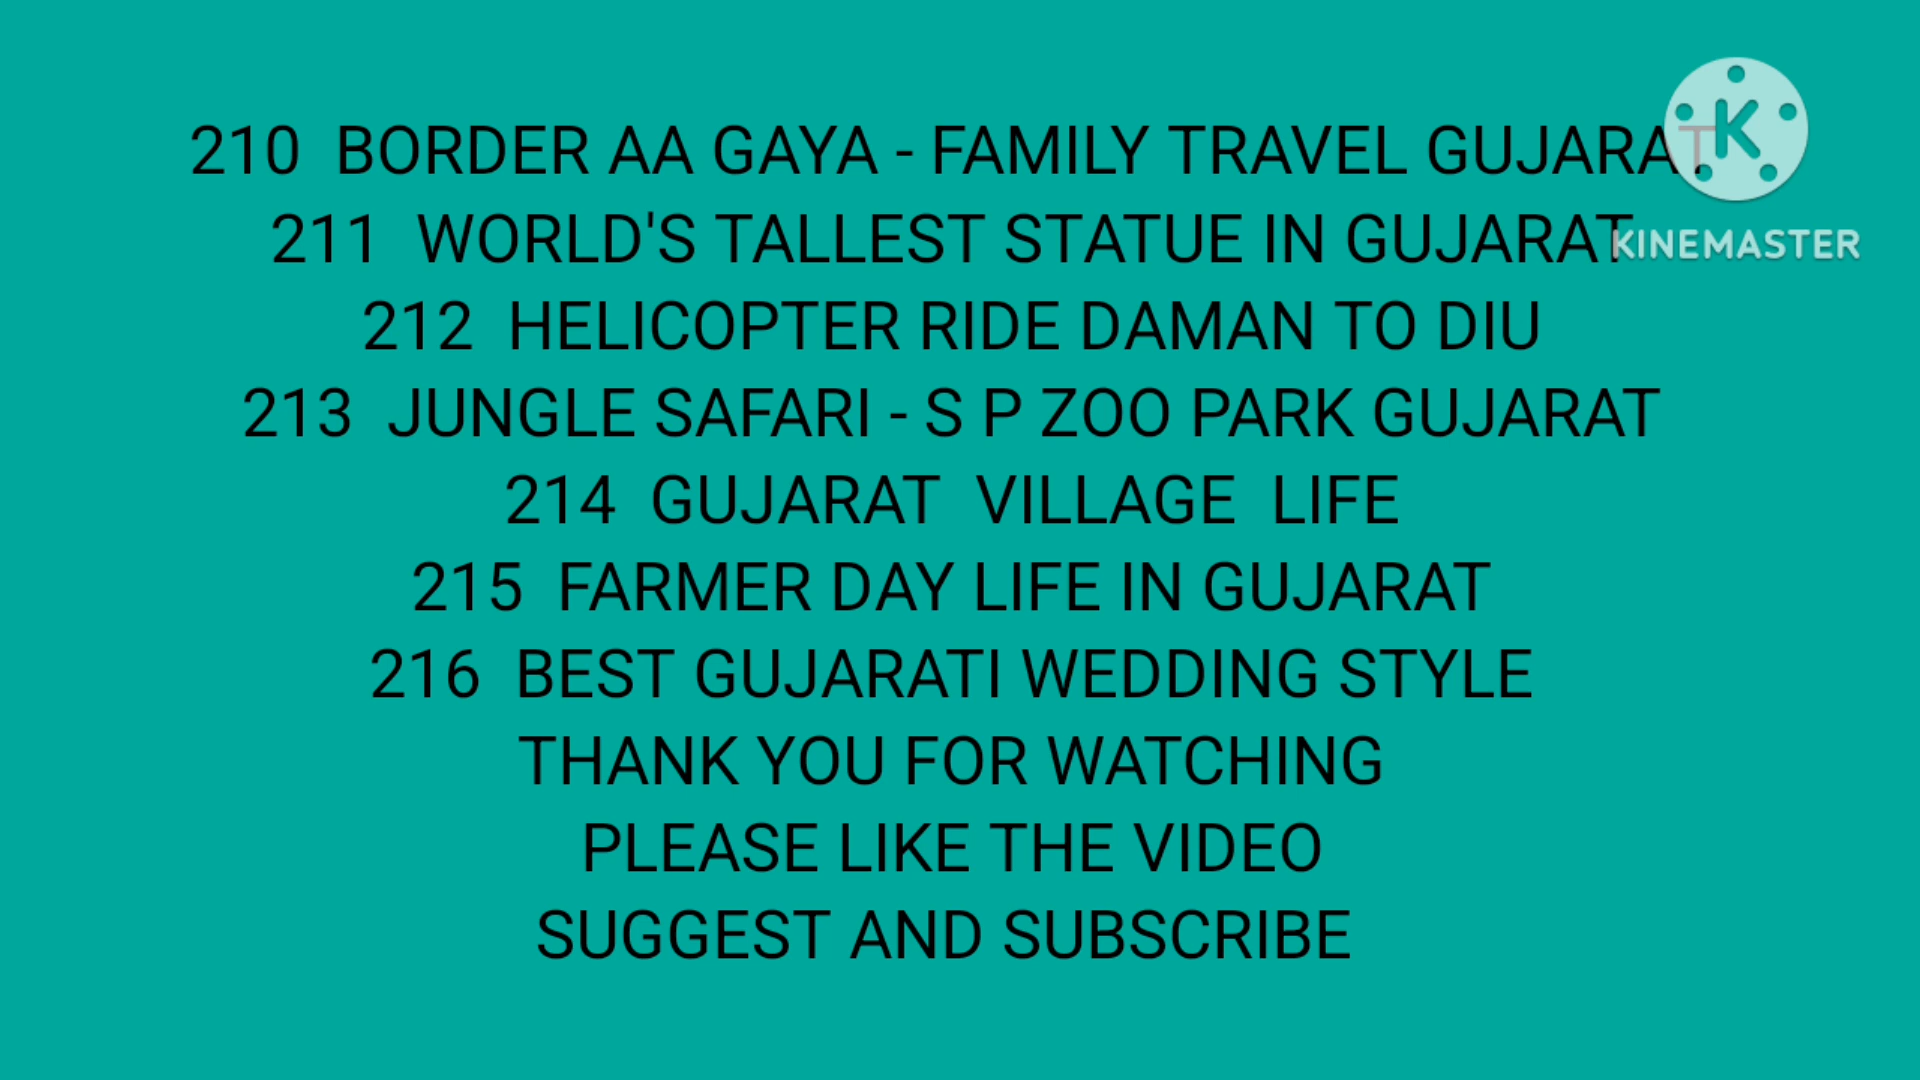 210  BORDER AA GAYA - FAMILY TRAVEL GUJARAT
211  WORLD'S TALLEST STATUE IN GUJARAT
KINEMASTER
212  HELICOPTER RIDE DAMAN TO DIU
213  JUNGLE SAFARI - S P ZOO PARK GUJARAT
214  GUJARAT  VILLAGE  LIFE
215  FARMER DAY LIFE IN GUJARAT
216  BEST GUJARATI WEDDING STYLE
THANK YOU FOR WATCHING
PLEASE LIKE THE VIDEO
SUGGEST AND SUBSCRIBE